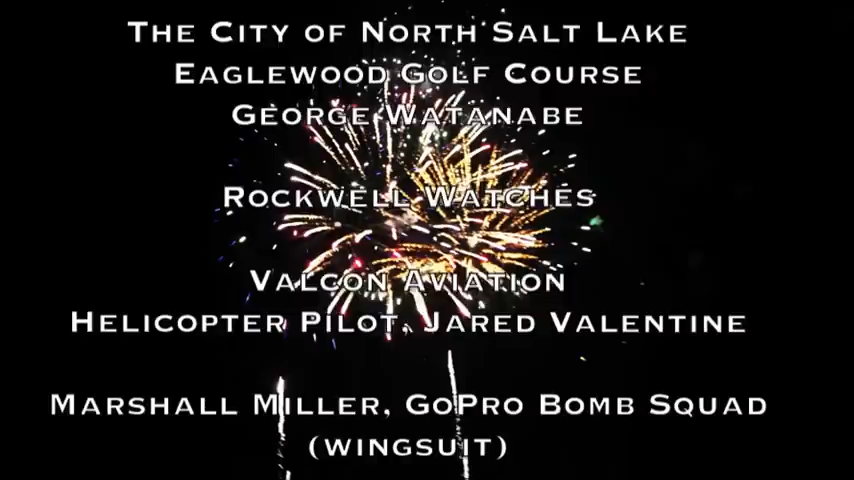 The City of North Salt Lake
Eaglewood Golf Course
George Watanabe
Rockwell Watches
Valcon Aviation
Helicopter Pilot, Jared Valentine
Marshall Miller, GoPro Bomb Squad
(wingsuit)